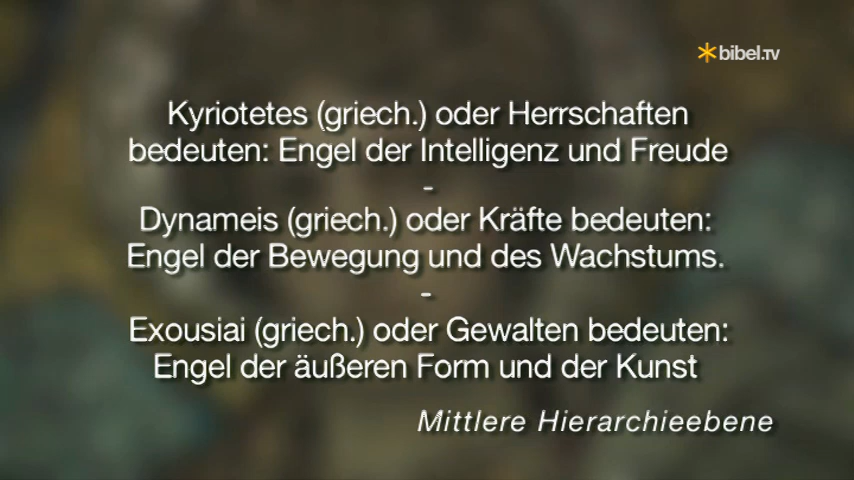 bibel.TV
Kyriotetes (griech.) oder Herrschaften
bedeuten: Engel der Intelligenz und Freude
-
Dynameis (griech.) oder Kräfte bedeuten:
Engel der Bewegung und des Wachstums.
-
Exousiai (griech.) oder Gewalten bedeuten:
Engel der äußeren Form und der Kunst
Mittlere Hierarchieebene